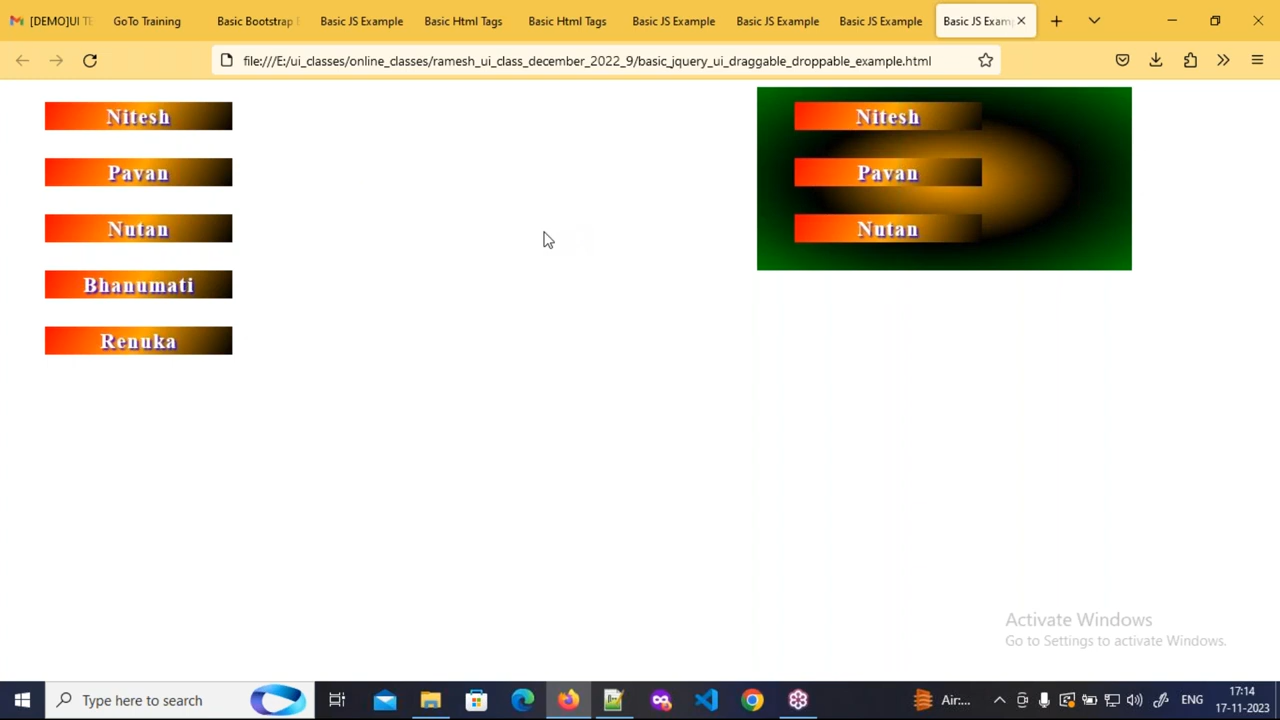 [DEMO]UI TE
GoTo Training
Basic Bootstrap E
Basic JS Example
Basic Html Tags
Basic Html Tags
Basic JS Example
Basic JS Example
Basic JS Example
Basic JS Exam
file:///E:/ui_classes/online_classes/ramesh_ui_class_december_2022_9/basic_jquery_ui_draggable_droppable_example.html
Nitesh
Pavan
Nutan
Bhanumati
Renuka
Nitesh
Pavan
Nutan
Activate Windows
Go to Settings to activate Windows.
Type here to search
Air:...
ENG
17:14
17-11-2023